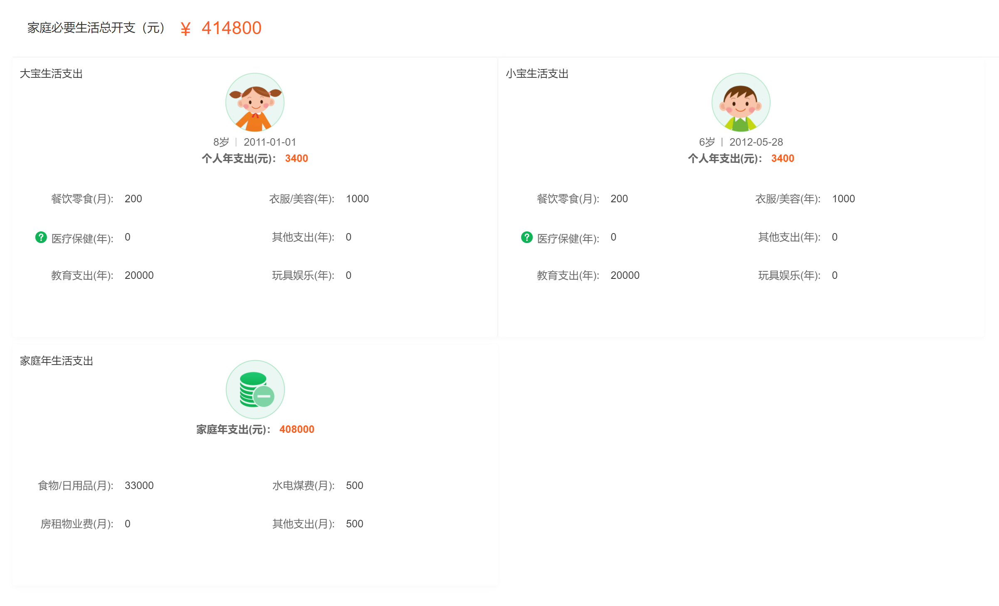 家庭必要生活总开支（元） ¥ 414800
大宝生活支出
8岁 | 2011-01-01
个人年支出(元)： 3400
餐饮零食(月): 200
衣服/美容(年): 1000
? 医疗保健(年): 0
其他支出(年): 0
教育支出(年): 20000
玩具娱乐(年): 0
小宝生活支出
6岁 | 2012-05-28
个人年支出(元)： 3400
餐饮零食(月): 200
衣服/美容(年): 1000
? 医疗保健(年): 0
其他支出(年): 0
教育支出(年): 20000
玩具娱乐(年): 0
家庭年生活支出
家庭年支出(元)： 408000
食物/日用品(月): 33000
水电煤费(月): 500
房租物业费(月): 0
其他支出(月): 500